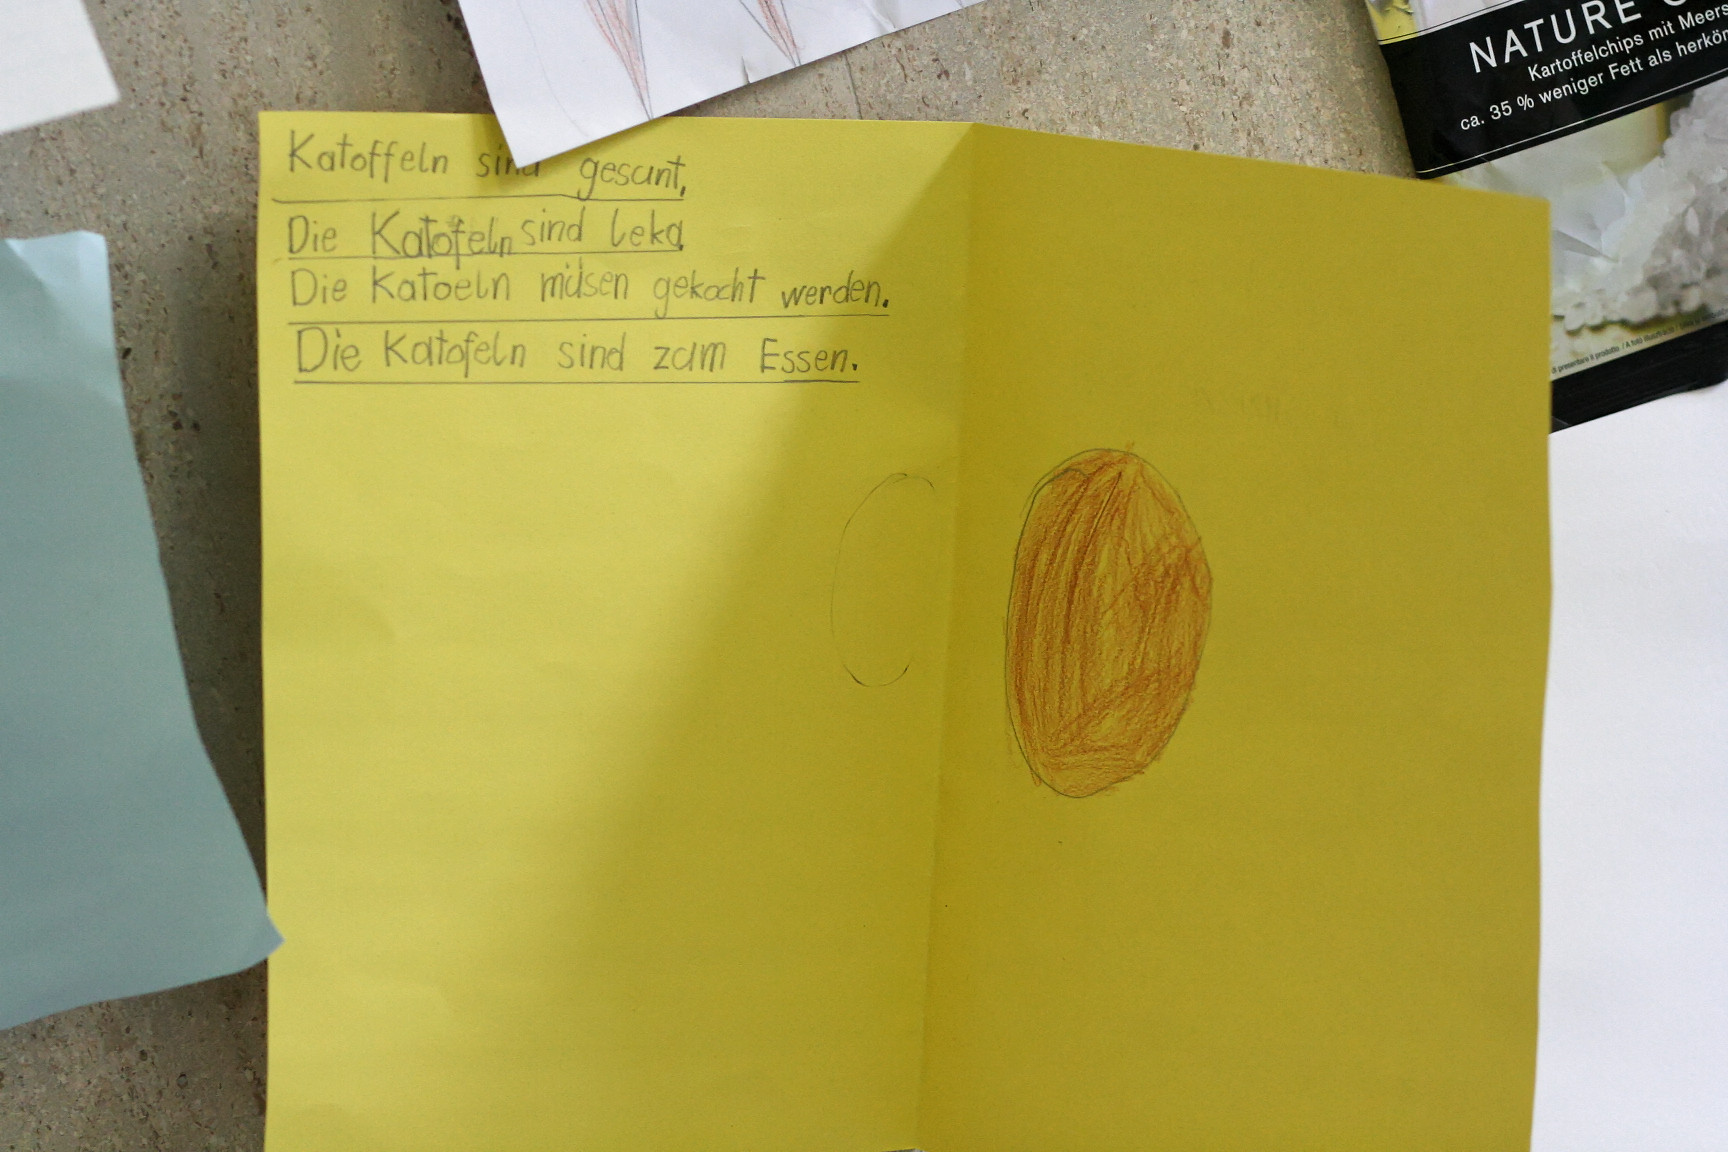 Katoffeln sind gesunt,
Die Katofeln sind leka.
Die Katoeln müsen gekocht werden.
Die Katofeln sind zum Essen.
NATURE
Kartoffelchips mit Meers
ca. 35 % weniger Fett als herkön